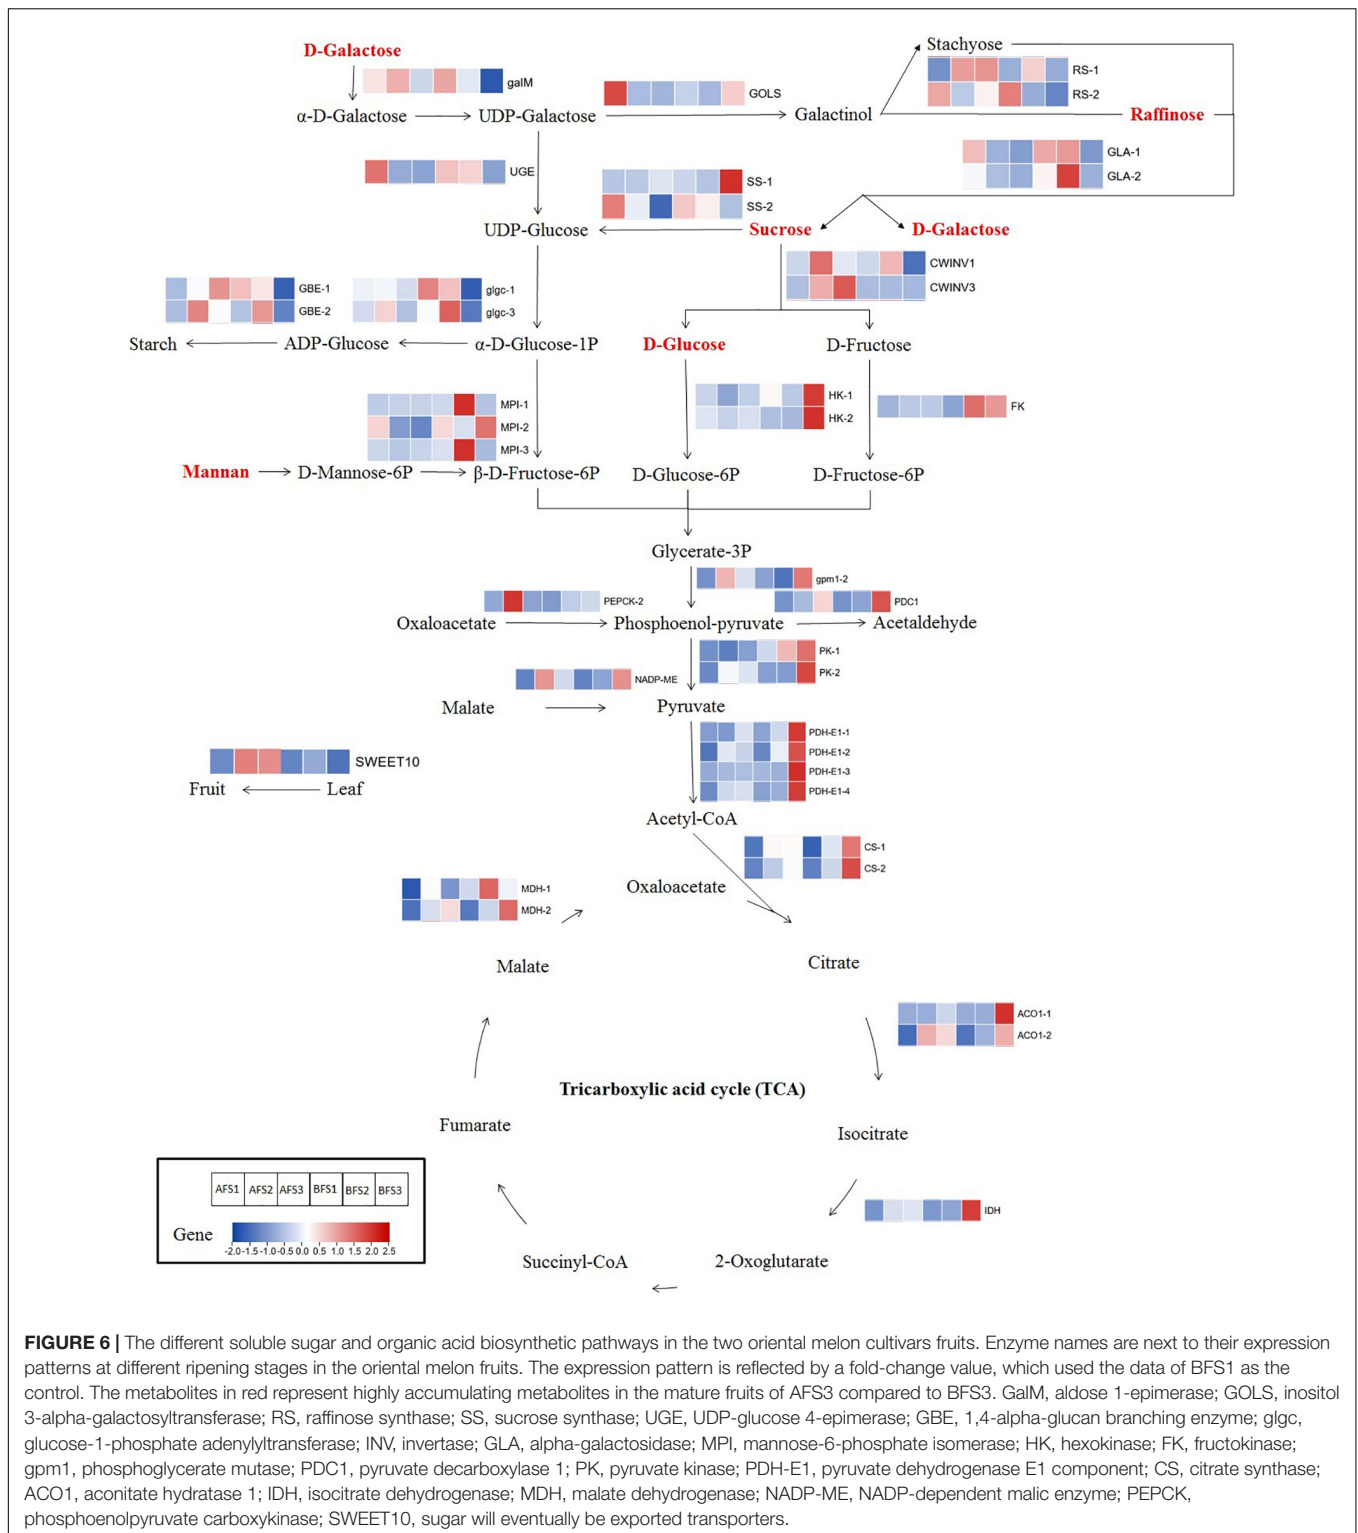 D-Galactose
galM
α-D-Galactose
UDP-Galactose
GOLS
Galactinol
Stachyose
RS-1
RS-2
Raffinose
GLA-1
GLA-2
UGE
SS-1
SS-2
UDP-Glucose
Sucrose
D-Galactose
CWINV1
CWINV3
GBE-1
GBE-2
glgc-1
glgc-3
Starch
ADP-Glucose
α-D-Glucose-1P
D-Glucose
D-Fructose
MPI-1
MPI-2
MPI-3
HK-1
HK-2
FK
Mannan
D-Mannose-6P
β-D-Fructose-6P
D-Glucose-6P
D-Fructose-6P
Glycerate-3P
gpm1-2
PEPCK-2
PDC1
Oxaloacetate
Phosphoenol-pyruvate
Acetaldehyde
PK-1
PK-2
NADP-ME
Malate
Pyruvate
PDH-E1-1
PDH-E1-2
PDH-E1-3
PDH-E1-4
SWEET10
Fruit
Leaf
Acetyl-CoA
CS-1
CS-2
Oxaloacetate
MDH-1
MDH-2
Malate
Citrate
ACO1-1
ACO1-2
Tricarboxylic acid cycle (TCA)
Fumarate
Isocitrate
IDH
Succinyl-CoA
2-Oxoglutarate
AFS1 AFS2 AFS3 BFS1 BFS2 BFS3
Gene
-2.0 -1.5 -1.0 -0.5 0.0 0.5 1.0 1.5 2.0 2.5
FIGURE 6 | The different soluble sugar and organic acid biosynthetic pathways in the two oriental melon cultivars fruits. Enzyme names are next to their expression
patterns at different ripening stages in the oriental melon fruits. The expression pattern is reflected by a fold-change value, which used the data of BFS1 as the
control. The metabolites in red represent highly accumulating metabolites in the mature fruits of AFS3 compared to BFS3. GalM, aldose 1-epimerase; GOLS, inositol
3-alpha-galactosyltransferase; RS, raffinose synthase; SS, sucrose synthase; UGE, UDP-glucose 4-epimerase; GBE, 1,4-alpha-glucan branching enzyme; glgc,
glucose-1-phosphate adenylyltransferase; INV, invertase; GLA, alpha-galactosidase; MPI, mannose-6-phosphate isomerase; HK, hexokinase; FK, fructokinase;
gpm1, phosphoglycerate mutase; PDC1, pyruvate decarboxylase 1; PK, pyruvate kinase; PDH-E1, pyruvate dehydrogenase E1 component; CS, citrate synthase;
ACO1, aconitate hydratase 1; IDH, isocitrate dehydrogenase; MDH, malate dehydrogenase; NADP-ME, NADP-dependent malic enzyme; PEPCK,
phosphoenolpyruvate carboxykinase; SWEET10, sugar will eventually be exported transporters.